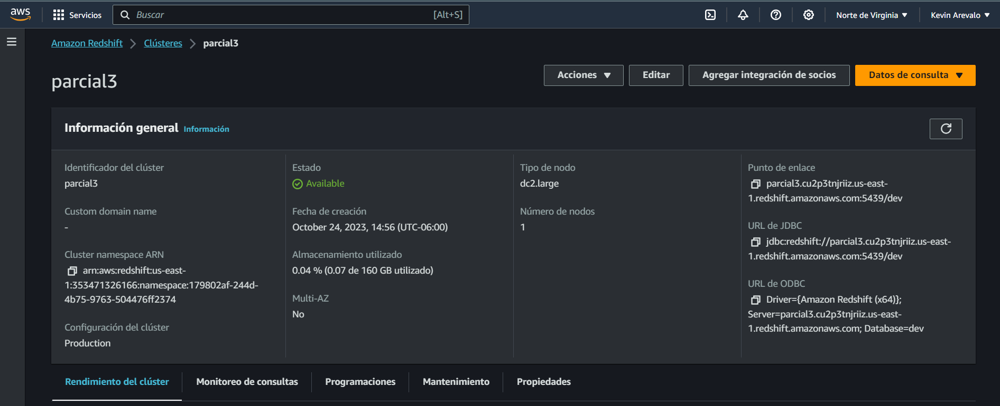 aws
Servicios
Buscar
[Alt+S]
Norte de Virginia
Kevin Arevalo
Amazon Redshift
Clústeres
parcial3
parcial3
Acciones
Editar
Agregar integración de socios
Datos de consulta
Información general
Información
Identificador del clúster
parcial3
Custom domain name
-
Cluster namespace ARN
arn:aws:redshift:us-east-
1:353471326166:namespace:179802af-244d-
4b75-9763-504476ff2374
Configuración del clúster
Production
Estado
Available
Fecha de creación
October 24, 2023, 14:56 (UTC-06:00)
Almacenamiento utilizado
0.04 % (0.07 de 160 GB utilizado)
Multi-AZ
No
Tipo de nodo
dc2.large
Número de nodos
1
Punto de enlace
parcial3.cu2p3tnjriiz.us-east-
1.redshift.amazonaws.com:5439/dev
URL de JDBC
jdbc:redshift://parcial3.cu2p3tnjriiz.us-east-
1.redshift.amazonaws.com:5439/dev
URL de ODBC
Driver={Amazon Redshift (x64)};
Server=parcial3.cu2p3tnjriiz.us-east-
1.redshift.amazonaws.com; Database=dev
Rendimiento del clúster
Monitoreo de consultas
Programaciones
Mantenimiento
Propiedades